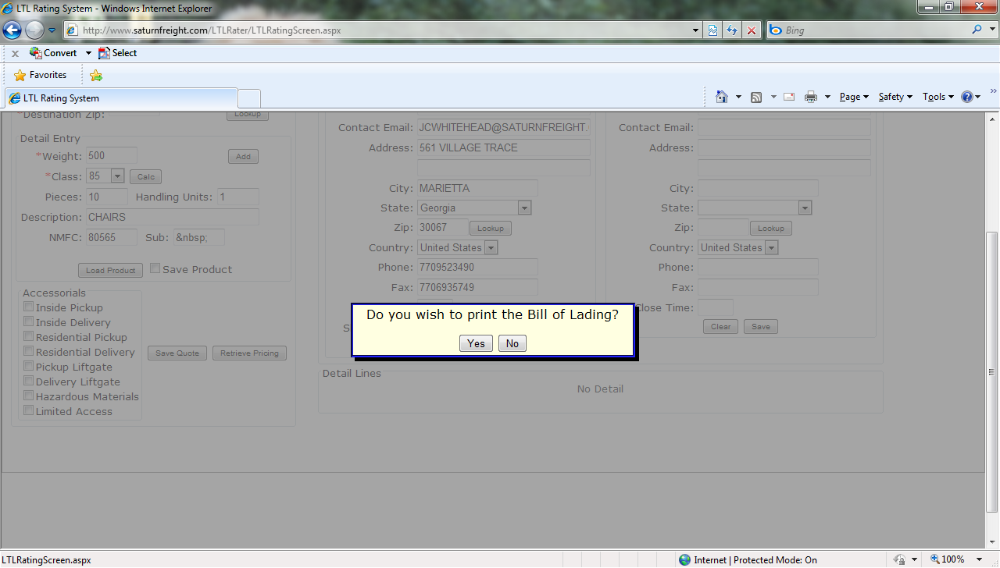 LTL Rating System - Windows Internet Explorer
http://www.saturnfreight.com/LTLRater/LTLRatingScreen.aspx
Bing
x Convert Select
Favorites
LTL Rating System
Page Safety Tools ? »
*Destination Zip: Lookup
Detail Entry
*Weight: 500 Add
*Class: 85 Calc
Pieces: 10 Handling Units: 1
Description: CHAIRS
NMFC: 80565 Sub: &nbsp;
Load Product Save Product
Accessorials
Inside Pickup
Inside Delivery
Residential Pickup
Residential Delivery
Pickup Liftgate
Delivery Liftgate
Hazardous Materials
Limited Access
Save Quote Retrieve Pricing
Contact Email: JCWHITEHEAD@SATURNFREIGHT.
Address: 561 VILLAGE TRACE
City: MARIETTA
State: Georgia
Zip: 30067 Lookup
Country: United States
Phone: 7709523490
Fax: 7706935749
S
Contact Email:
Address:
City:
State:
Zip: Lookup
Country: United States
Phone:
Fax:
lose Time:
Clear Save
Do you wish to print the Bill of Lading?
Yes No
Detail Lines
No Detail
LTLRatingScreen.aspx Internet | Protected Mode: On 100%